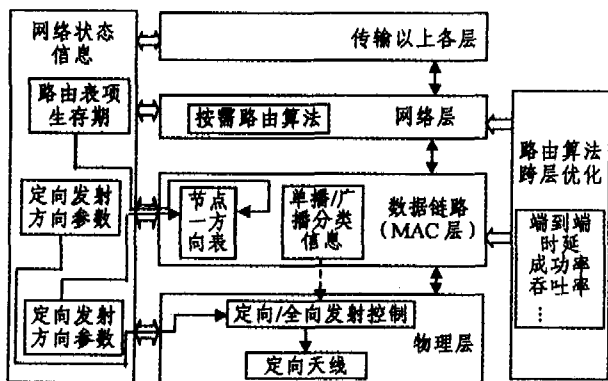 网络状态
信息
路由表项
生存期
定向发射
方向参数
定向发射
方向参数
传输以上各层
按需路由算法
网络层
节点
一方
向表
单播/广
播分类
信息
数据链路
(MAC层)
定向/全向发射控制
物理层
定向天线
路由算法
跨层优化
端到端
时延
成功率
吞吐率
…